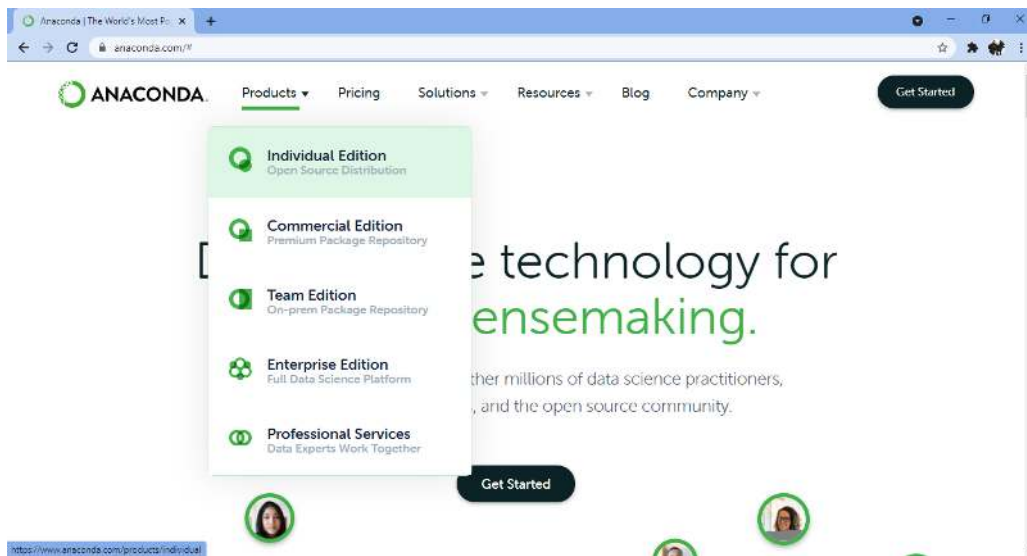 Anaconda | The World's Most Po
anaconda.com/#
ANACONDA.
Products Pricing Solutions Resources Blog Company Get Started
Individual Edition
Open Source Distribution
Commercial Edition
Premium Package Repository
Team Edition
On-prem Package Repository
Enterprise Edition
Full Data Science Platform
Professional Services
Data Experts Work Together
technology for
ensemaking.
ther millions of data science practitioners,
, and the open source community.
Get Started
https://www.anaconda.com/products/individual